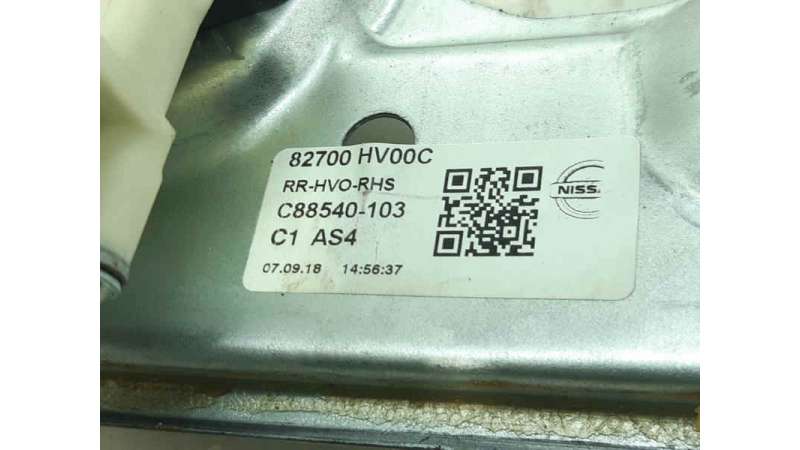 82700 HV00C
RR-HVO-RHS
C88540-103
C1 AS4
07.09.18 14:56:37
NISS